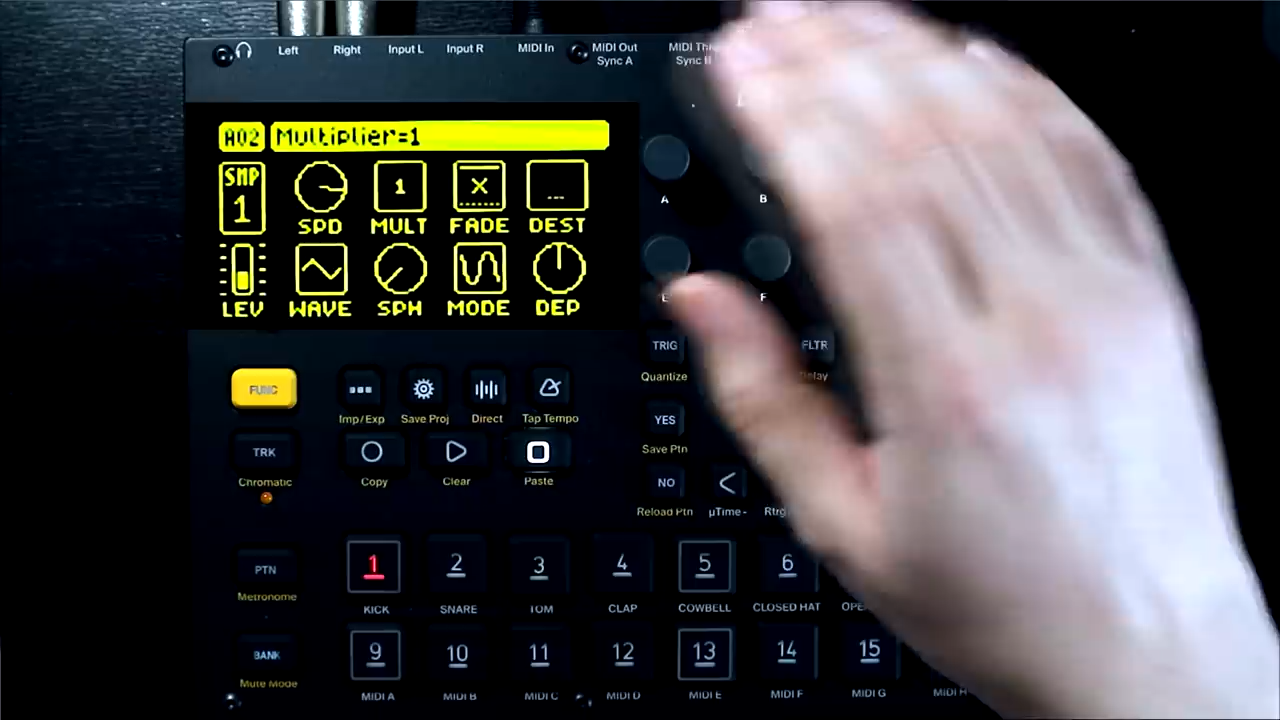 Left Right Input L Input R MIDI In MIDI Out MIDI
Sync A Sync
A02 Multiplier=1
SMP
1
1
SPD MULT FADE DEST
LEV WAVE SPH MODE DEP
A B
E F
TRIG FLTR
Quantize Delay
FUNC
Imp/Exp Save Proj Direct Tap Tempo
YES
Save Ptn
TRK
Chromatic Copy Clear Paste
NO <
Reload Ptn µTime-
PTN 1 2 3 4 5 6
Metronome KICK SNARE TOM CLAP COWBELL CLOSED HAT
BANK 9 10 11 12 13 14 15
Mute Mode MIDI A MIDI B MIDI C MIDI D MIDI E MIDI F MIDI G MIDI H